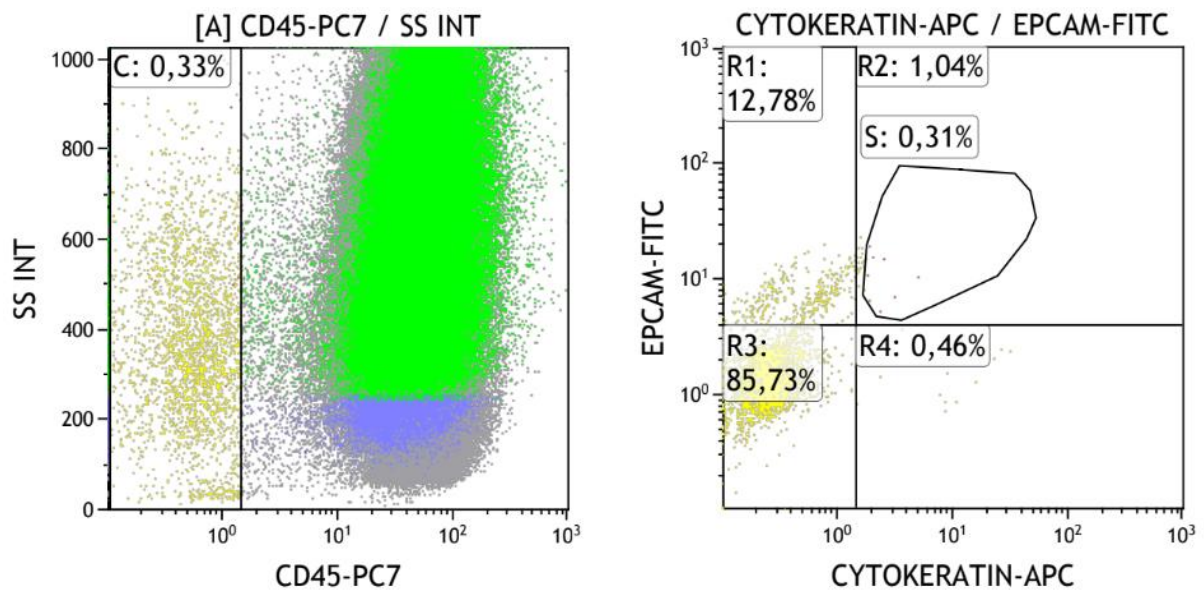 [A] CD45-PC7 / SS INT
C: 0,33%
1000
800
600
400
200
0
SS INT
10⁰
10¹
10²
10³
CD45-PC7
CYTOKERATIN-APC / EPCAM-FITC
R1:
12,78%
R2: 1,04%
S: 0,31%
R3:
85,73%
R4: 0,46%
10³
10²
10¹
10⁰
EPCAM-FITC
10⁰
10¹
10²
10³
CYTOKERATIN-APC